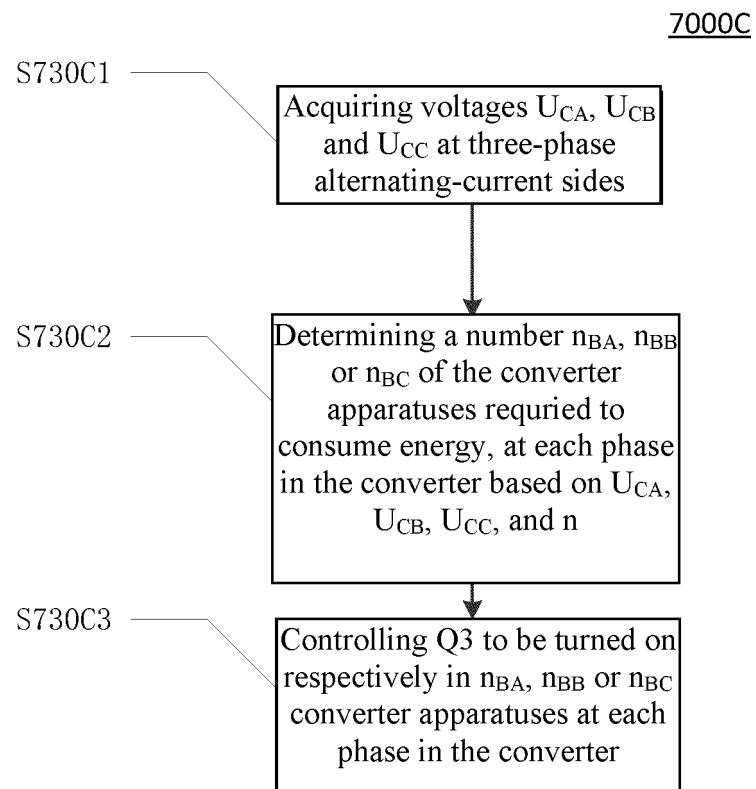 7000C
S730C1
Acquiring voltages U_CA, U_CB
and U_CC at three-phase
alternating-current sides
S730C2
Determining a number n_BA, n_BB
or n_BC of the converter
apparatuses requried to
consume energy, at each phase
in the converter based on U_CA,
U_CB, U_CC, and n
S730C3
Controlling Q3 to be turned on
respectively in n_BA, n_BB or n_BC
converter apparatuses at each
phase in the converter